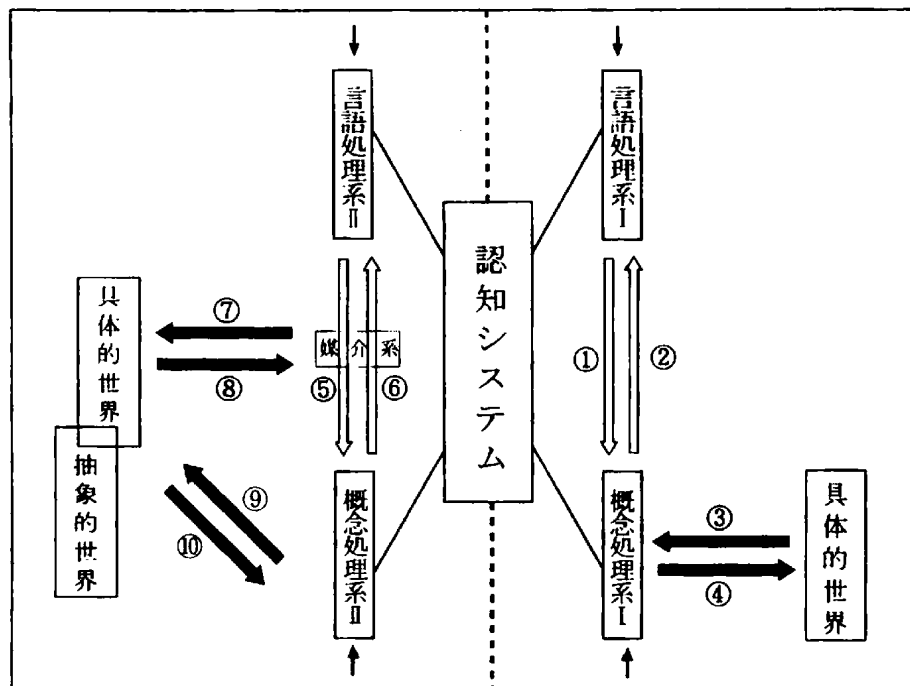 言語処理系Ⅱ
言語処理系Ⅰ
認知システム
具体的世界
⑦
⑧
媒介系
⑤
⑥
①
②
抽象的世界
⑨
⑩
概念処理系Ⅱ
概念処理系Ⅰ
③
④
具体的世界